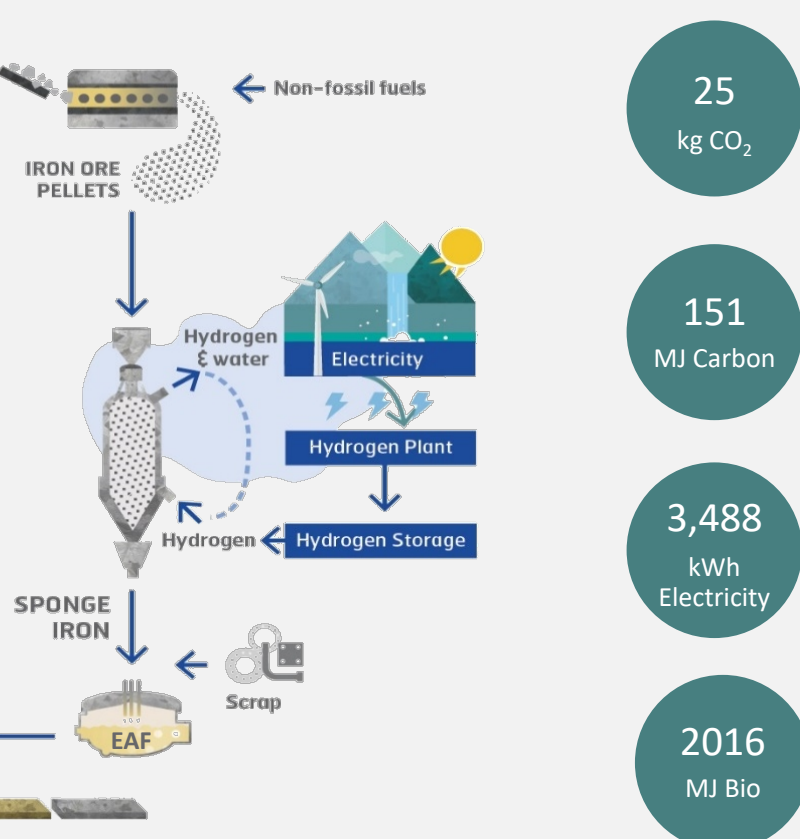 Non-fossil fuels
IRON ORE
PELLETS
Hydrogen
& water
Electricity
Hydrogen Plant
Hydrogen
Hydrogen Storage
SPONGE
IRON
Scrap
EAF
25
kg CO₂
151
MJ Carbon
3,488
kWh
Electricity
2016
MJ Bio